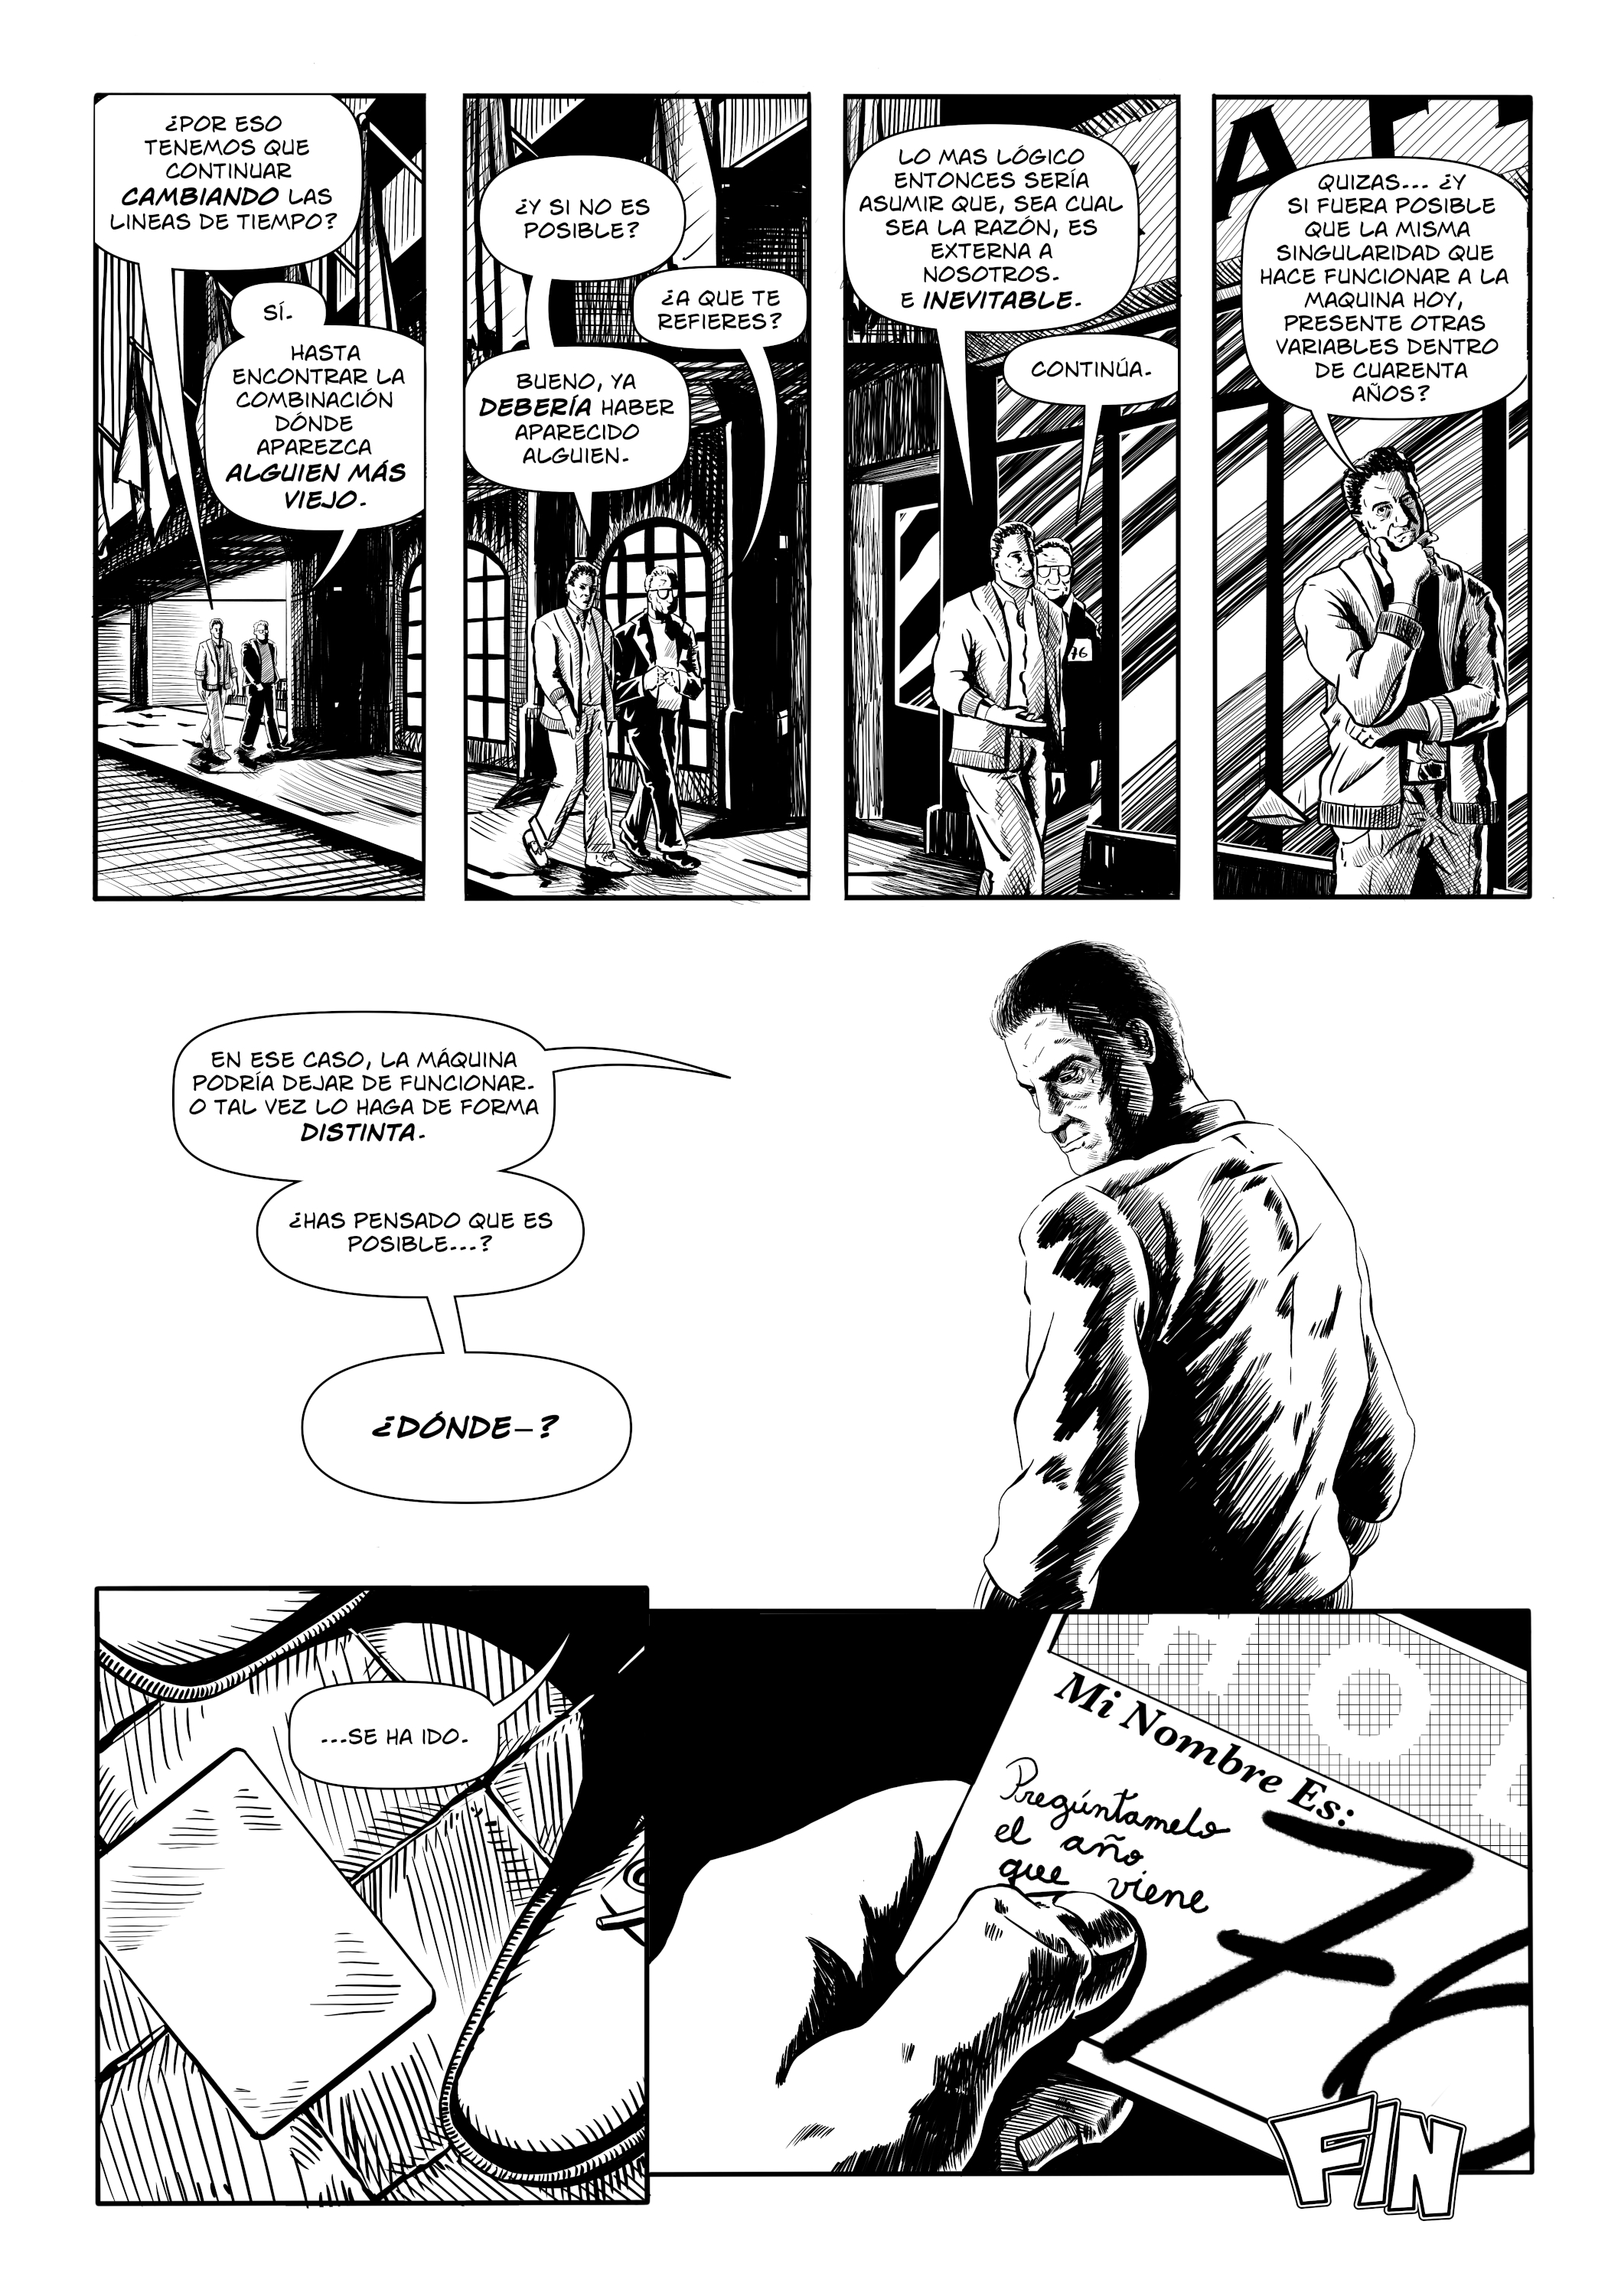 ¿POR ESO
TENEMOS QUE
CONTINUAR
CAMBIANDO LAS
LINEAS DE TIEMPO?
SÍ.
HASTA
ENCONTRAR LA
COMBINACIÓN
DÓNDE
APAREZCA
ALGUIEN MÁS
VIEJO.
¿Y SI NO ES
POSIBLE?
¿A QUE TE
REFIERES?
BUENO, YA
DEBERÍA HABER
APARECIDO
ALGUIEN.
LO MAS LÓGICO
ENTONCES SERÍA
ASUMIR QUE, SEA CUAL
SEA LA RAZÓN, ES
EXTERNA A
NOSOTROS.
E INEVITABLE.
CONTINÚA.
76
QUIZAS... ¿Y
SI FUERA POSIBLE
QUE LA MISMA
SINGULARIDAD QUE
HACE FUNCIONAR A LA
MAQUINA HOY,
PRESENTE OTRAS
VARIABLES DENTRO
DE CUARENTA
AÑOS?
EN ESE CASO, LA MÁQUINA
PODRÍA DEJAR DE FUNCIONAR.
O TAL VEZ LO HAGA DE FORMA
DISTINTA.
¿HAS PENSADO QUE ES
POSIBLE...?
¿DÓNDE–?
...SE HA IDO.
Mi Nombre Es:
Pregúntamelo
el año
que viene
76
FIN